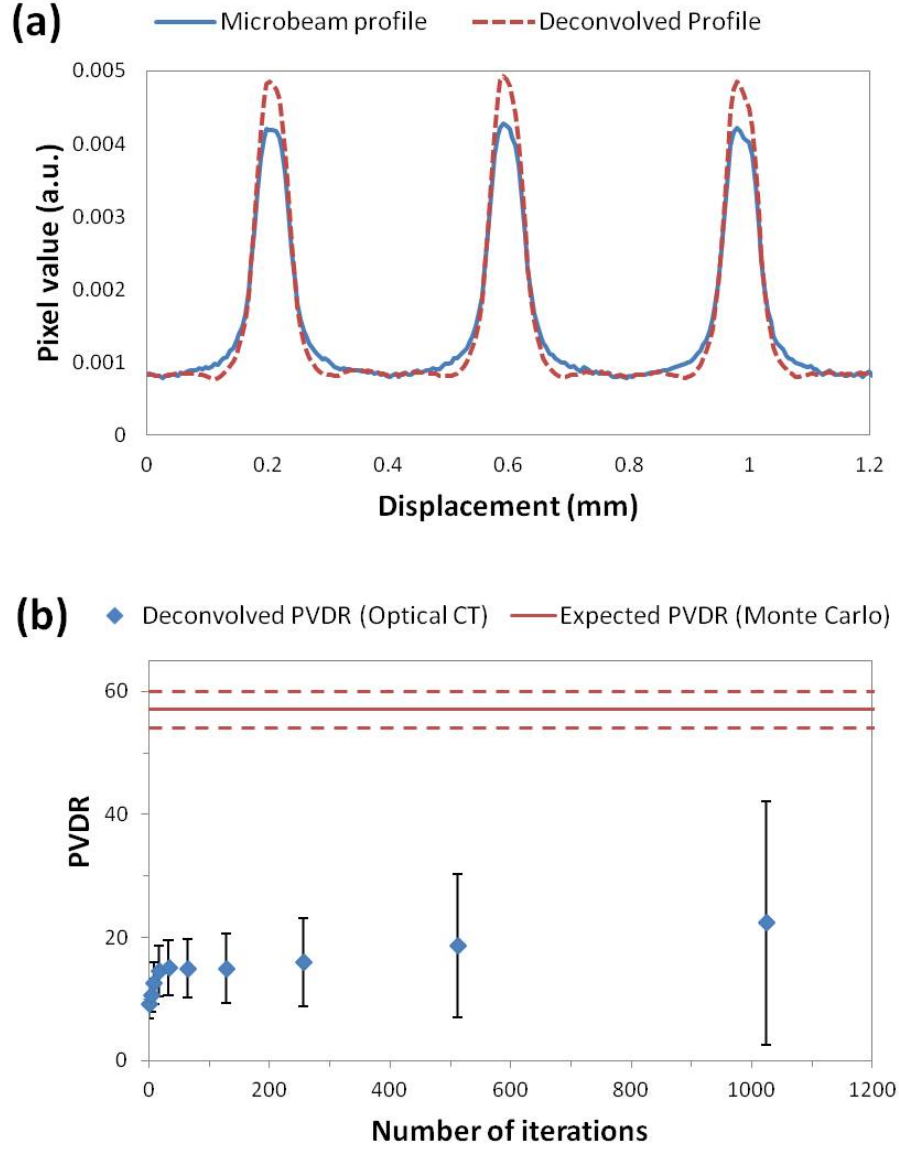 (a)
Microbeam profile
Deconvolved Profile
Pixel value (a.u.)
0.005
0.004
0.003
0.002
0.001
0
0 0.2 0.4 0.6 0.8 1 1.2
Displacement (mm)
(b)
Deconvolved PVDR (Optical CT)
Expected PVDR (Monte Carlo)
PVDR
60
40
20
0
0 200 400 600 800 1000 1200
Number of iterations